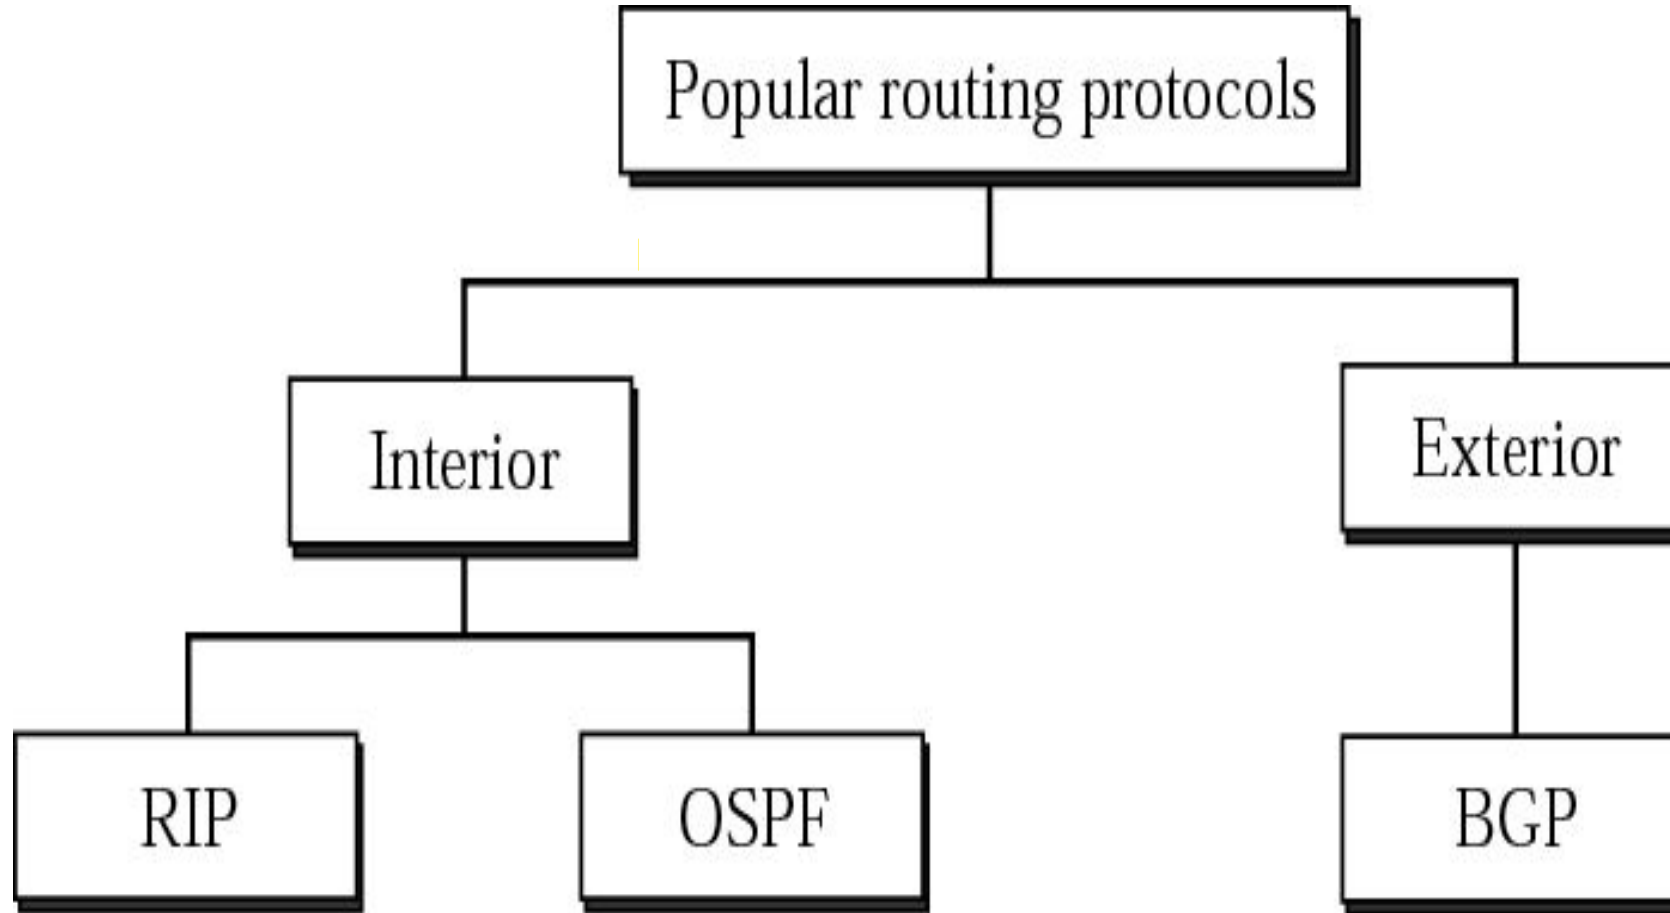 Popular routing protocols
Interior
Exterior
RIP
OSPF
BGP